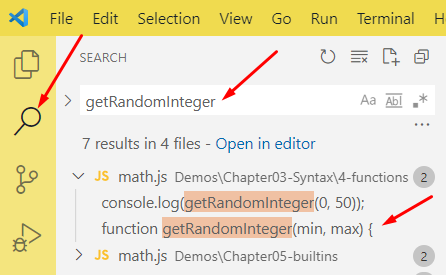 File Edit Selection View Go Run Terminal
SEARCH
getRandomInteger Aa Abl .*
7 results in 4 files - Open in editor
JS math.js Demos\Chapter03-Syntax\4-functions 2
console.log(getRandomInteger(0, 50));
function getRandomInteger(min, max) {
JS math.js Demos\Chapter05-builtins 2